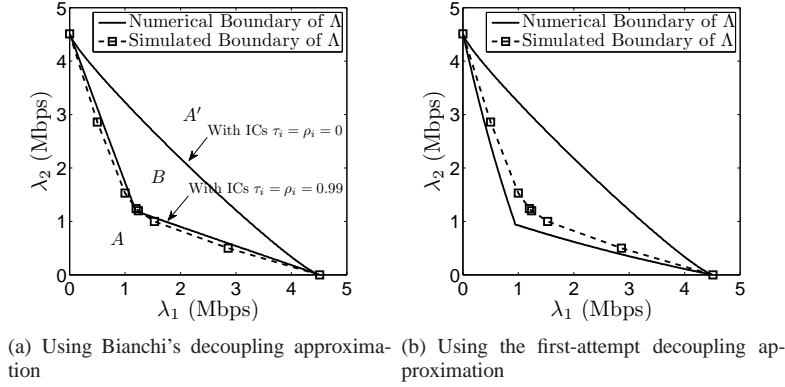 Numerical Boundary of Λ
Simulated Boundary of Λ
5
4
3
2
1
0
λ2 (Mbps)
A′
With ICs τi = ρi = 0
B
With ICs τi = ρi = 0.99
A
0 1 2 3 4 5
λ1 (Mbps)
(a) Using Bianchi's decoupling approxima-
tion
Numerical Boundary of Λ
Simulated Boundary of Λ
5
4
3
2
1
0
λ2 (Mbps)
0 1 2 3 4 5
λ1 (Mbps)
(b) Using the first-attempt decoupling ap-
proximation